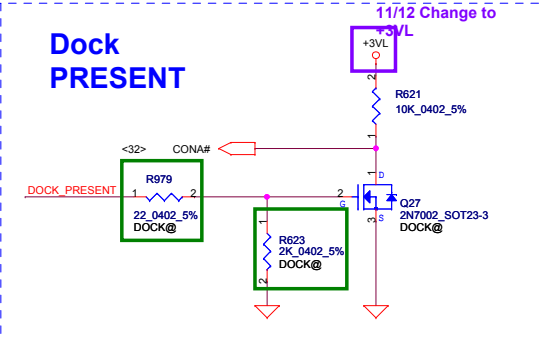 11/12 Change to
+3VL
Dock
PRESENT
+3VL
2
R621
10K_0402_5%
1
<32>
CONA#
R979
DOCK_PRESENT
1
2
22_0402_5%
DOCK@
1
D
2
G
Q27
2N7002_SOT23-3
DOCK@
3
S
1
R623
2K_0402_5%
DOCK@
2